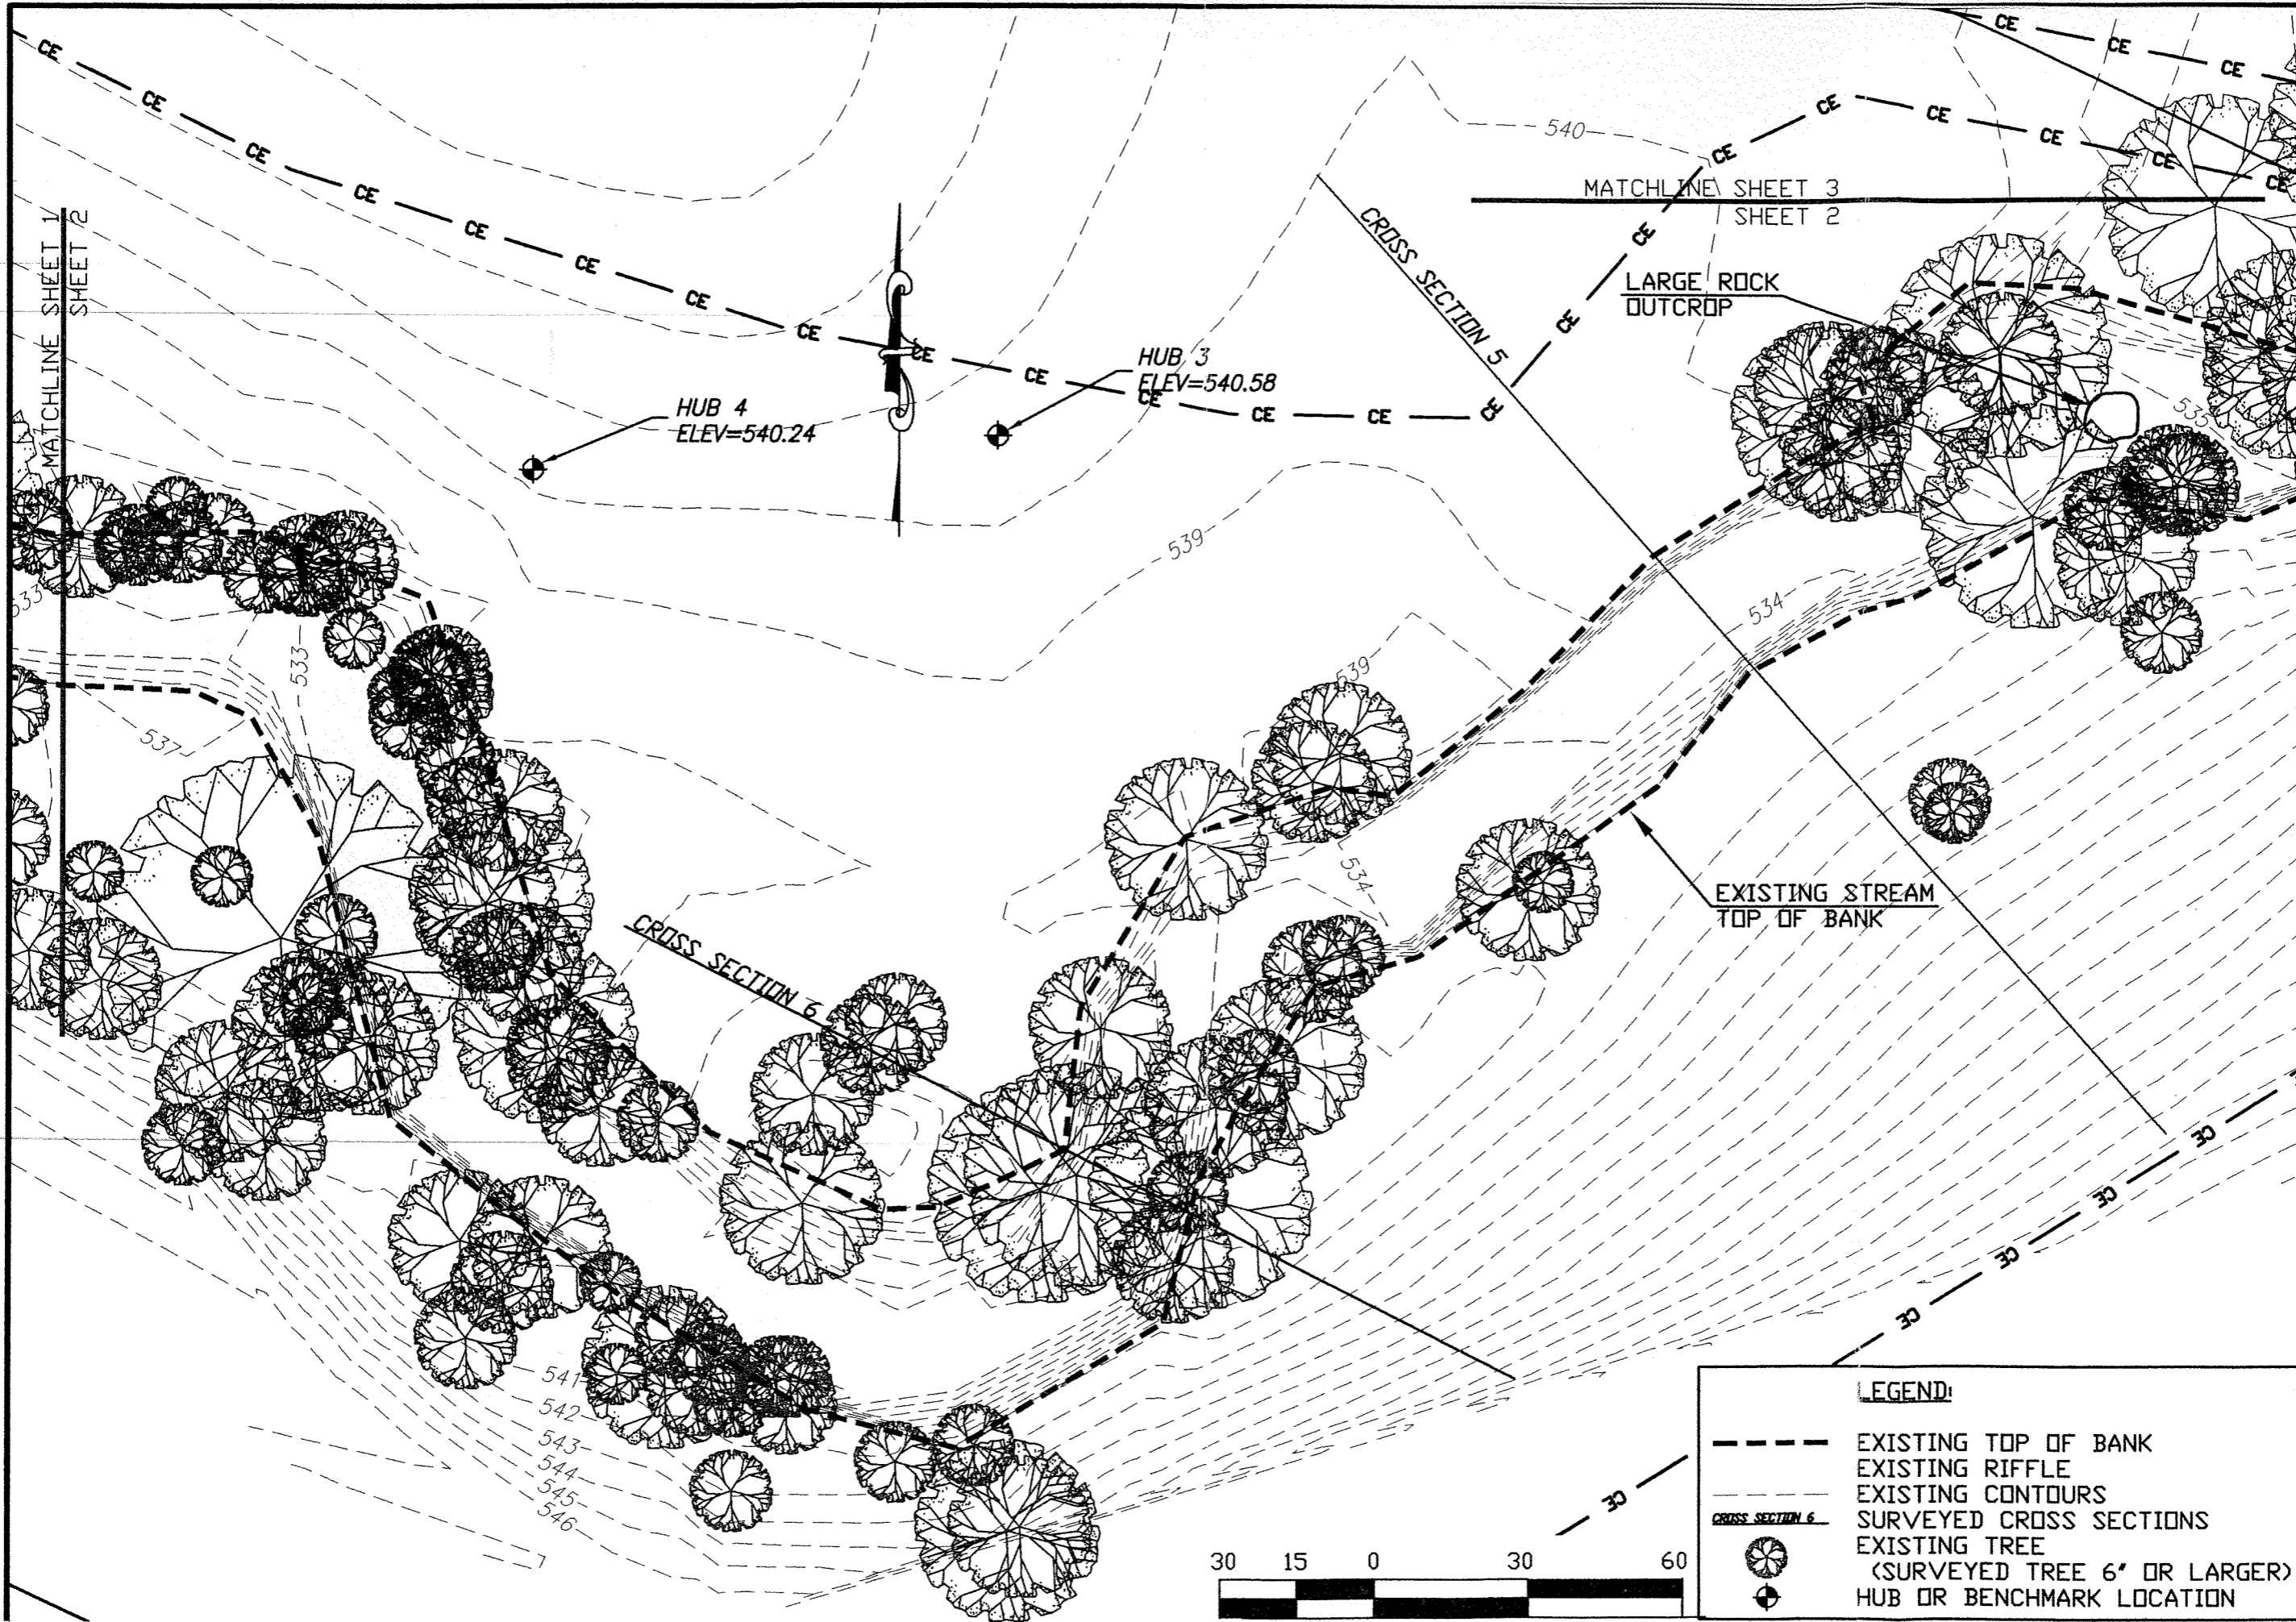 CE CE CE CE CE CE CE CE CE CE CE CE CE CE
CE CE CE CE CE CE CE CE CE
CE CE CE
540
MATCHLINE SHEET 3
SHEET 2
MATCHLINE SHEET 1
SHEET 2
CROSS SECTION 5
LARGE ROCK
OUTCROP
HUB 3
ELEV=540.58
HUB 4
ELEV=540.24
535
539
533
534
533
539
537
534
EXISTING STREAM
TOP OF BANK
CROSS SECTION 6
CE
CE
CE
CE
CE
541
542
543
544
545
546
30 15 0 30 60
LEGEND:
EXISTING TOP OF BANK
EXISTING RIFFLE
EXISTING CONTOURS
CROSS SECTION 6 SURVEYED CROSS SECTIONS
EXISTING TREE
(SURVEYED TREE 6" OR LARGER)
HUB OR BENCHMARK LOCATION